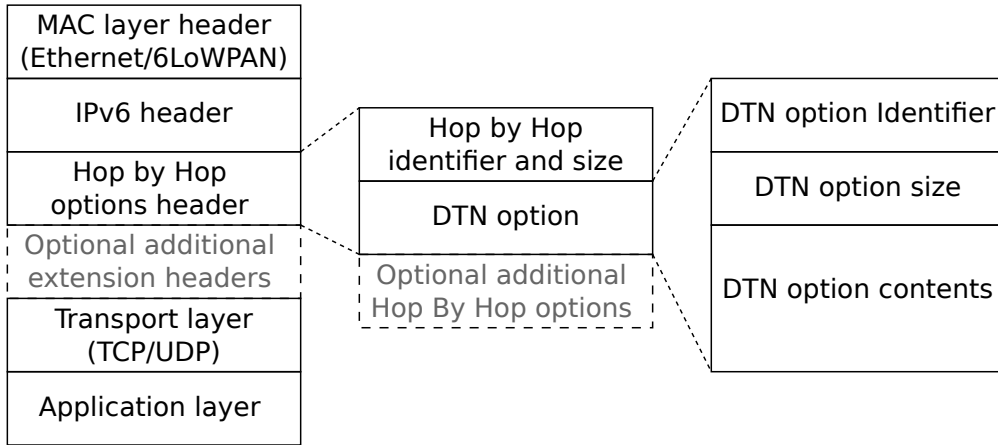 MAC layer header
(Ethernet/6LoWPAN)
IPv6 header
Hop by Hop
options header
Optional additional
extension headers
Transport layer
(TCP/UDP)
Application layer
Hop by Hop
identifier and size
DTN option
Optional additional
Hop By Hop options
DTN option Identifier
DTN option size
DTN option contents